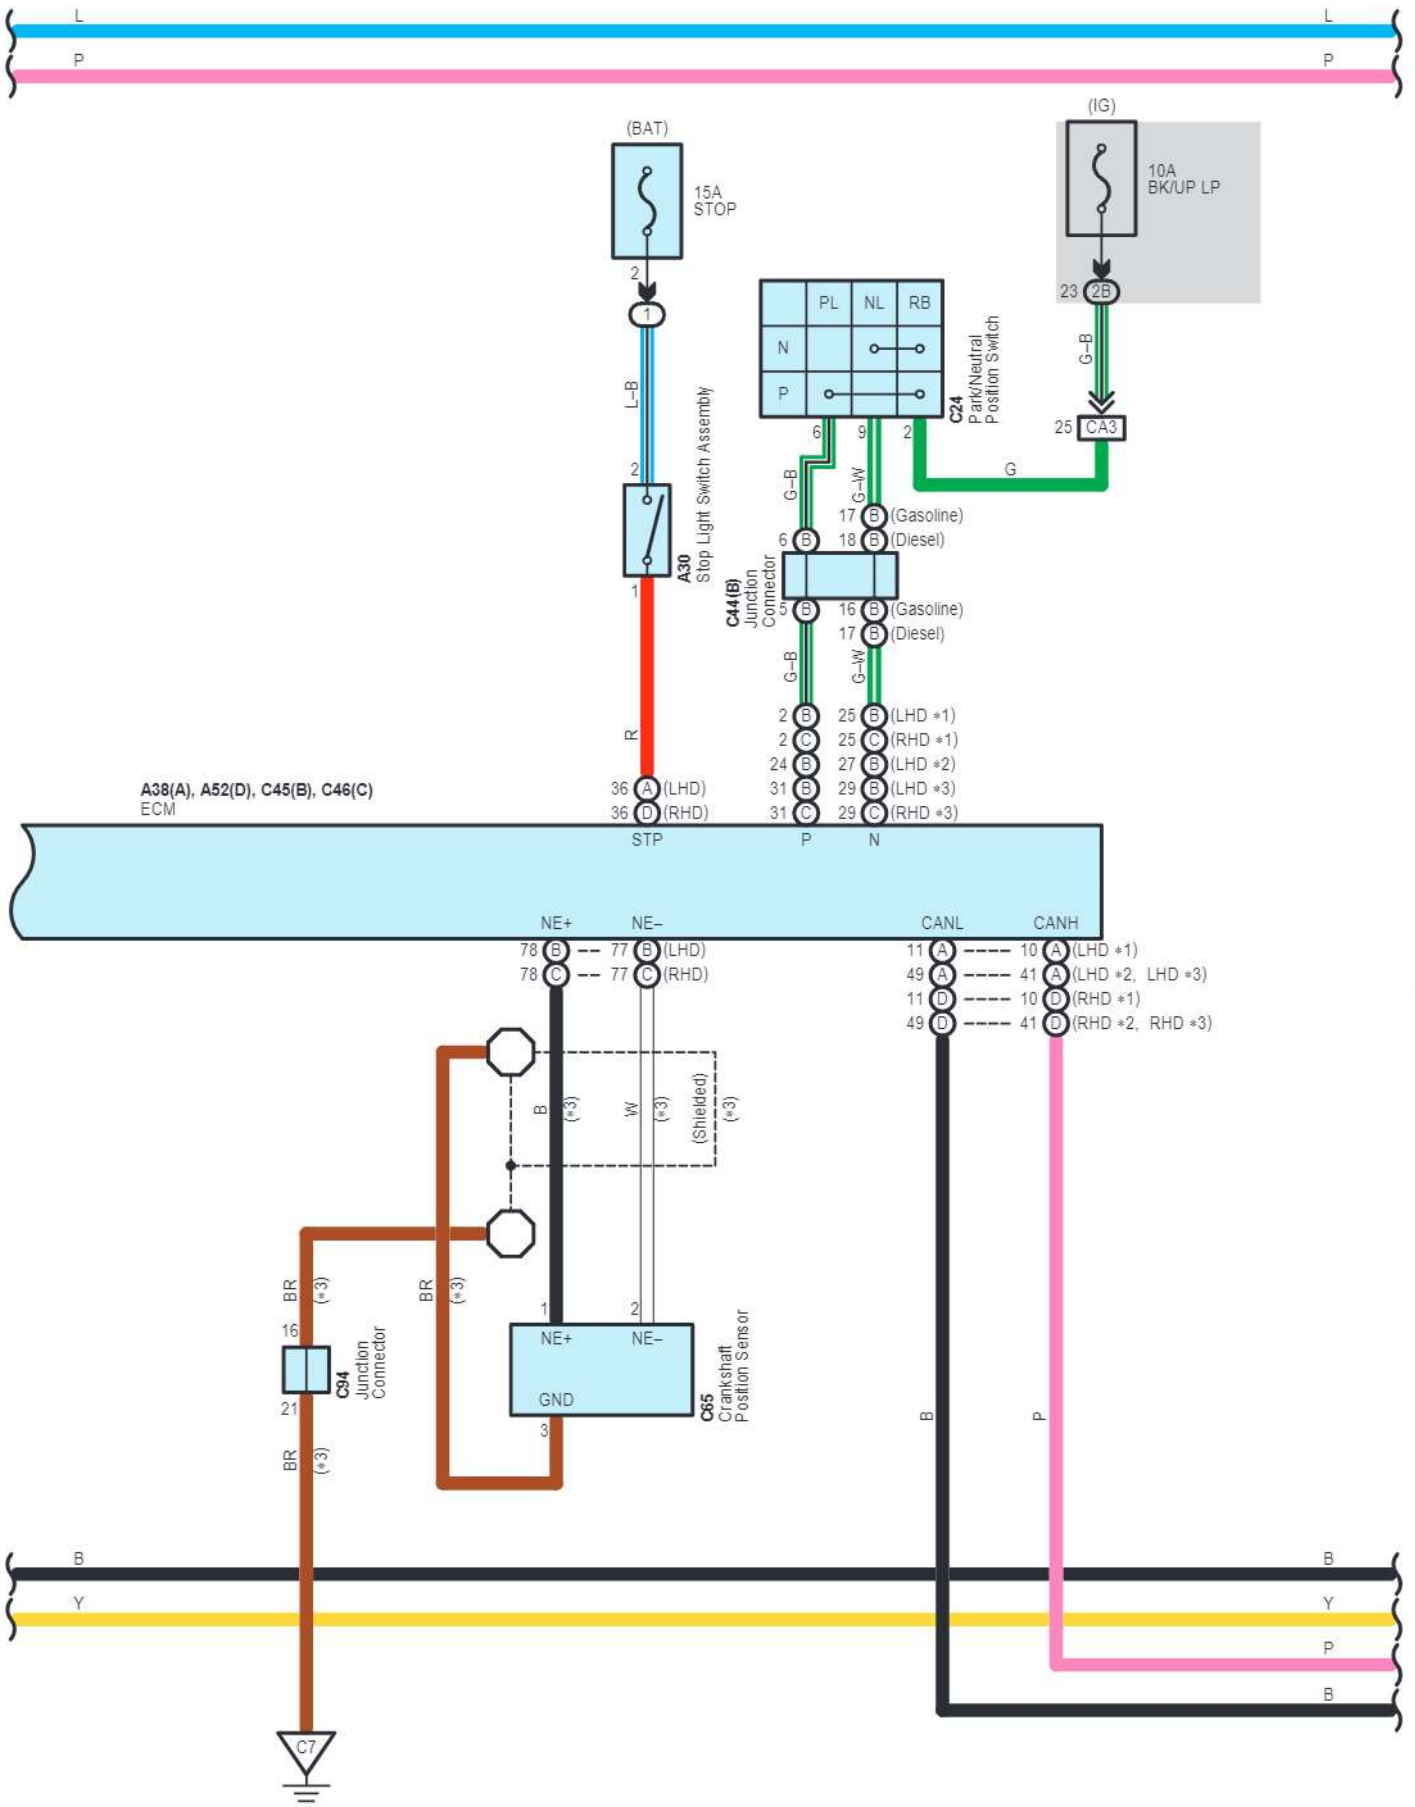 L L
P P
(BAT)
15A
STOP
2
1
L–B
2
A30
Stop Light Switch Assembly
1
R
36 A (LHD)
36 D (RHD)
(IG)
10A
BK/UP LP
23 2B
G–B
25 CA3
G
PL NL RB
N
P
C24
Park/Neutral
Position Switch
6 9 2
G–B G–W
17 B (Gasoline)
6 B 18 B (Diesel)
C44(B)
Junction
Connector
5 B 16 B (Gasoline)
17 B (Diesel)
G–B G–W
2 B 25 B (LHD *1)
2 C 25 C (RHD *1)
24 B 27 B (LHD *2)
31 B 29 B (LHD *3)
31 C 29 C (RHD *3)
A38(A), A52(D), C45(B), C46(C)
ECM
STP P N
NE+ NE– CANL CANH
78 B 77 B (LHD)
78 C 77 C (RHD)
11 A 10 A (LHD *1)
49 A 41 A (LHD *2, LHD *3)
11 D 10 D (RHD *1)
49 D 41 D (RHD *2, RHD *3)
B (*3)
W (*3)
(Shielded) (*3)
BR (*3)
BR (*3)
16
C94
Junction
Connector
21
BR (*3)
1 2
NE+ NE–
GND
3
C65
Crankshaft
Position Sensor
B P
B B
Y Y
P
B
C7